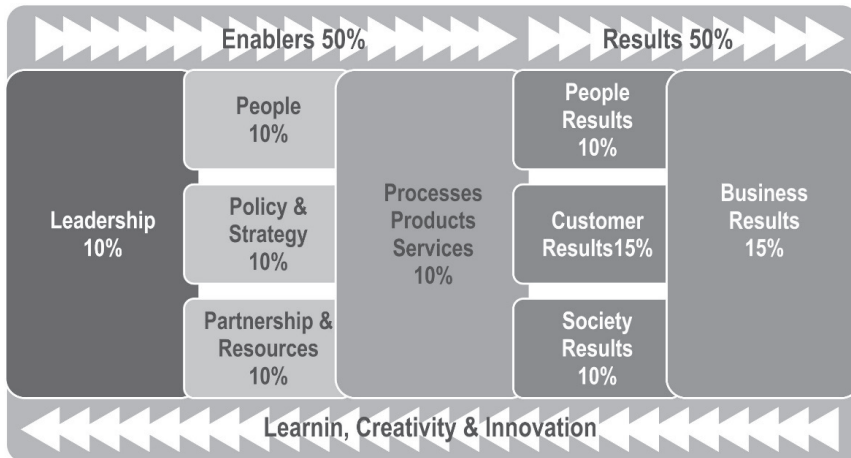 Enablers 50%
Results 50%
Leadership
10%
People
10%
Policy &
Strategy
10%
Partnership &
Resources
10%
Processes
Products
Services
10%
People
Results
10%
Customer
Results15%
Society
Results
10%
Business
Results
15%
Learnin, Creativity & Innovation